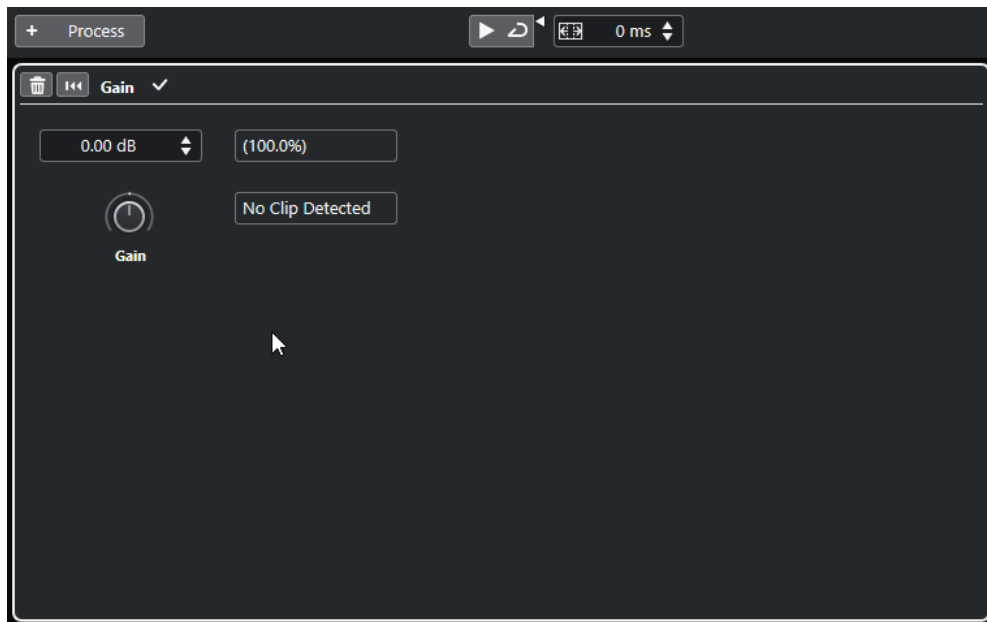 + Process
0 ms
Gain
0.00 dB
(100.0%)
No Clip Detected
Gain